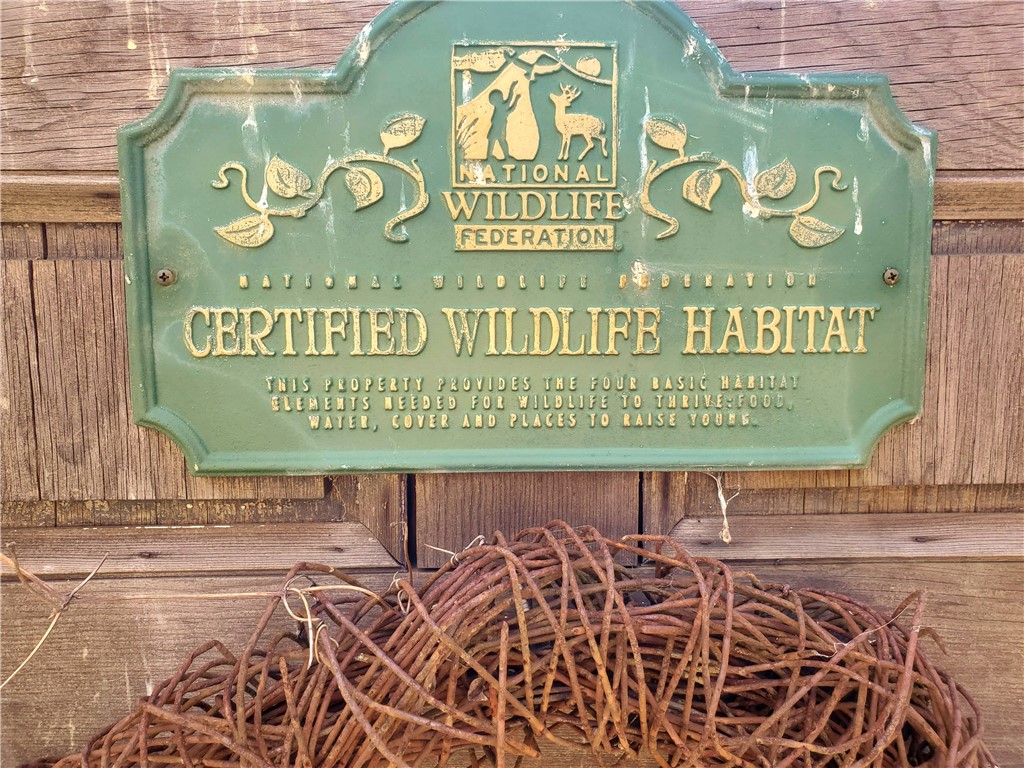 NATIONAL
WILDLIFE
FEDERATION
NATIONAL WILDLIFE FEDERATION
CERTIFIED WILDLIFE HABITAT
THIS PROPERTY PROVIDES THE FOUR BASIC HABITAT
ELEMENTS NEEDED FOR WILDLIFE TO THRIVE: FOOD,
WATER, COVER AND PLACES TO RAISE YOUNG.